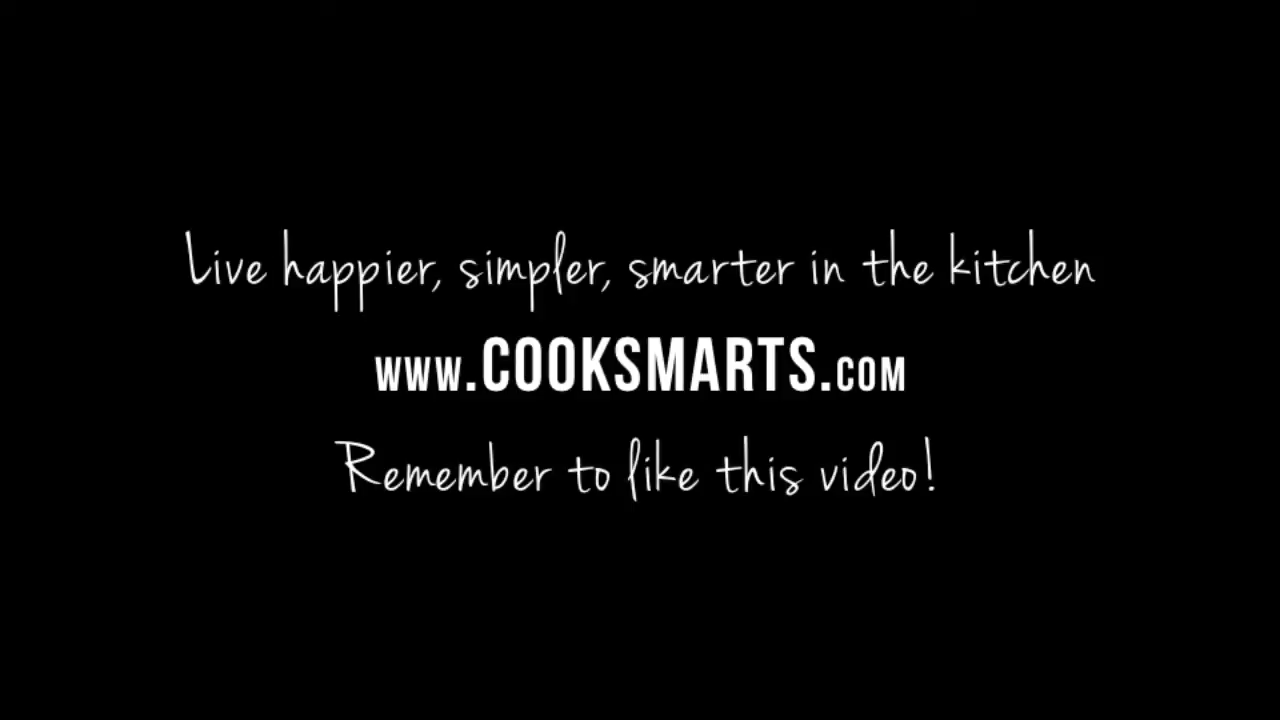 Live happier, simpler, smarter in the kitchen
www.COOKSMARTS.COM
Remember to like this video!